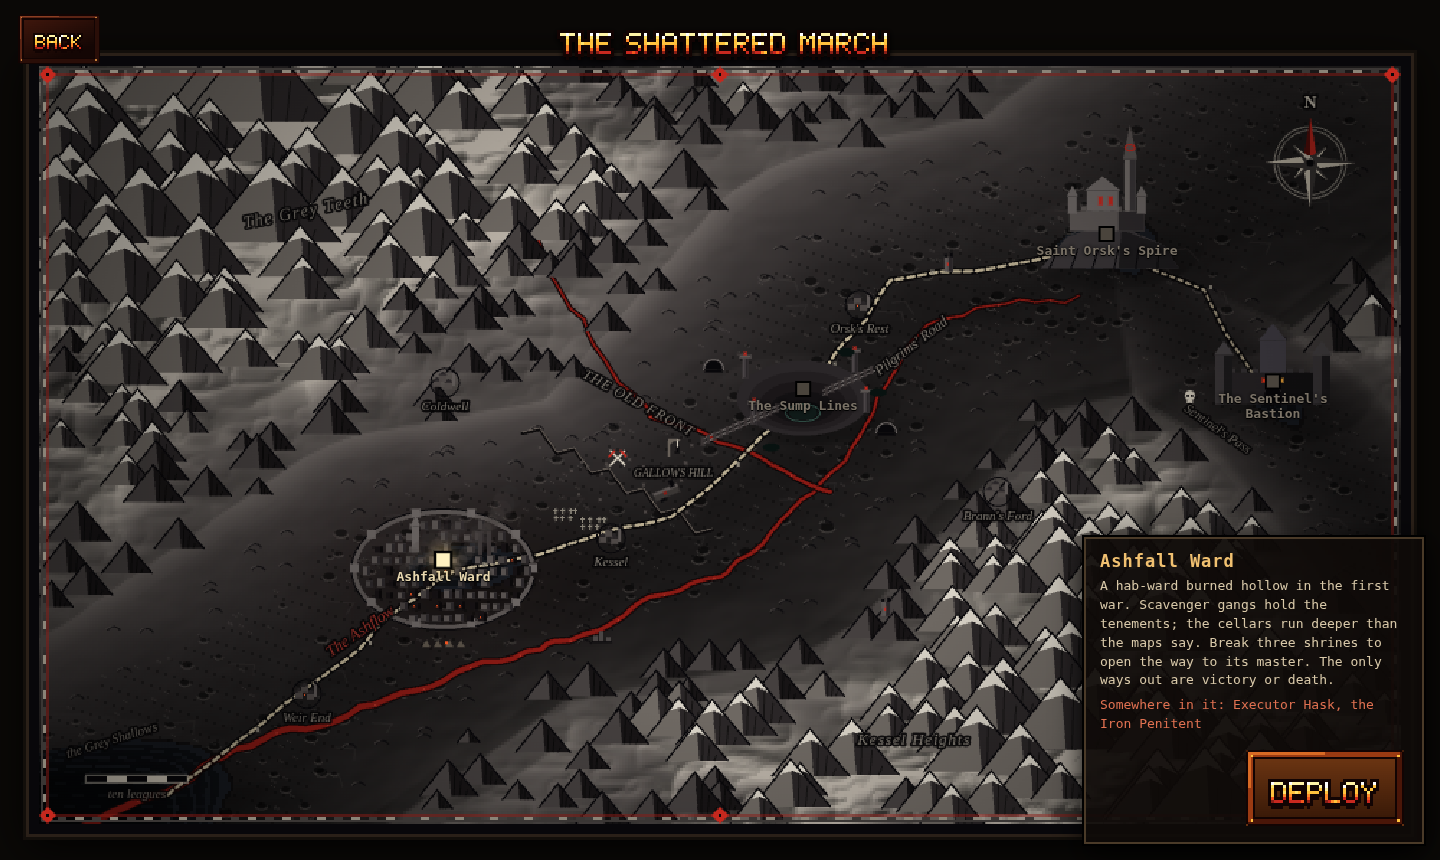 BACK
THE SHATTERED MARCH
N
The Grey Teeth
Saint Orsk's Spire
Orsk's Rest
Pilgrims' Road
THE OLD FRONT
The Sump Lines
The Sentinel's
Bastion
Sentinel's Pass
Coldwell
GALLOWS HILL
Brann's Ford
Kessel
Ashfall Ward
The Ashflow
Weir End
the Grey Shallows
ten leagues
Kessel Heights
Ashfall Ward
A hab-ward burned hollow in the first
war. Scavenger gangs hold the
tenements; the cellars run deeper than
the maps say. Break three shrines to
open the way to its master. The only
ways out are victory or death.
Somewhere in it: Executor Hask, the
Iron Penitent
DEPLOY